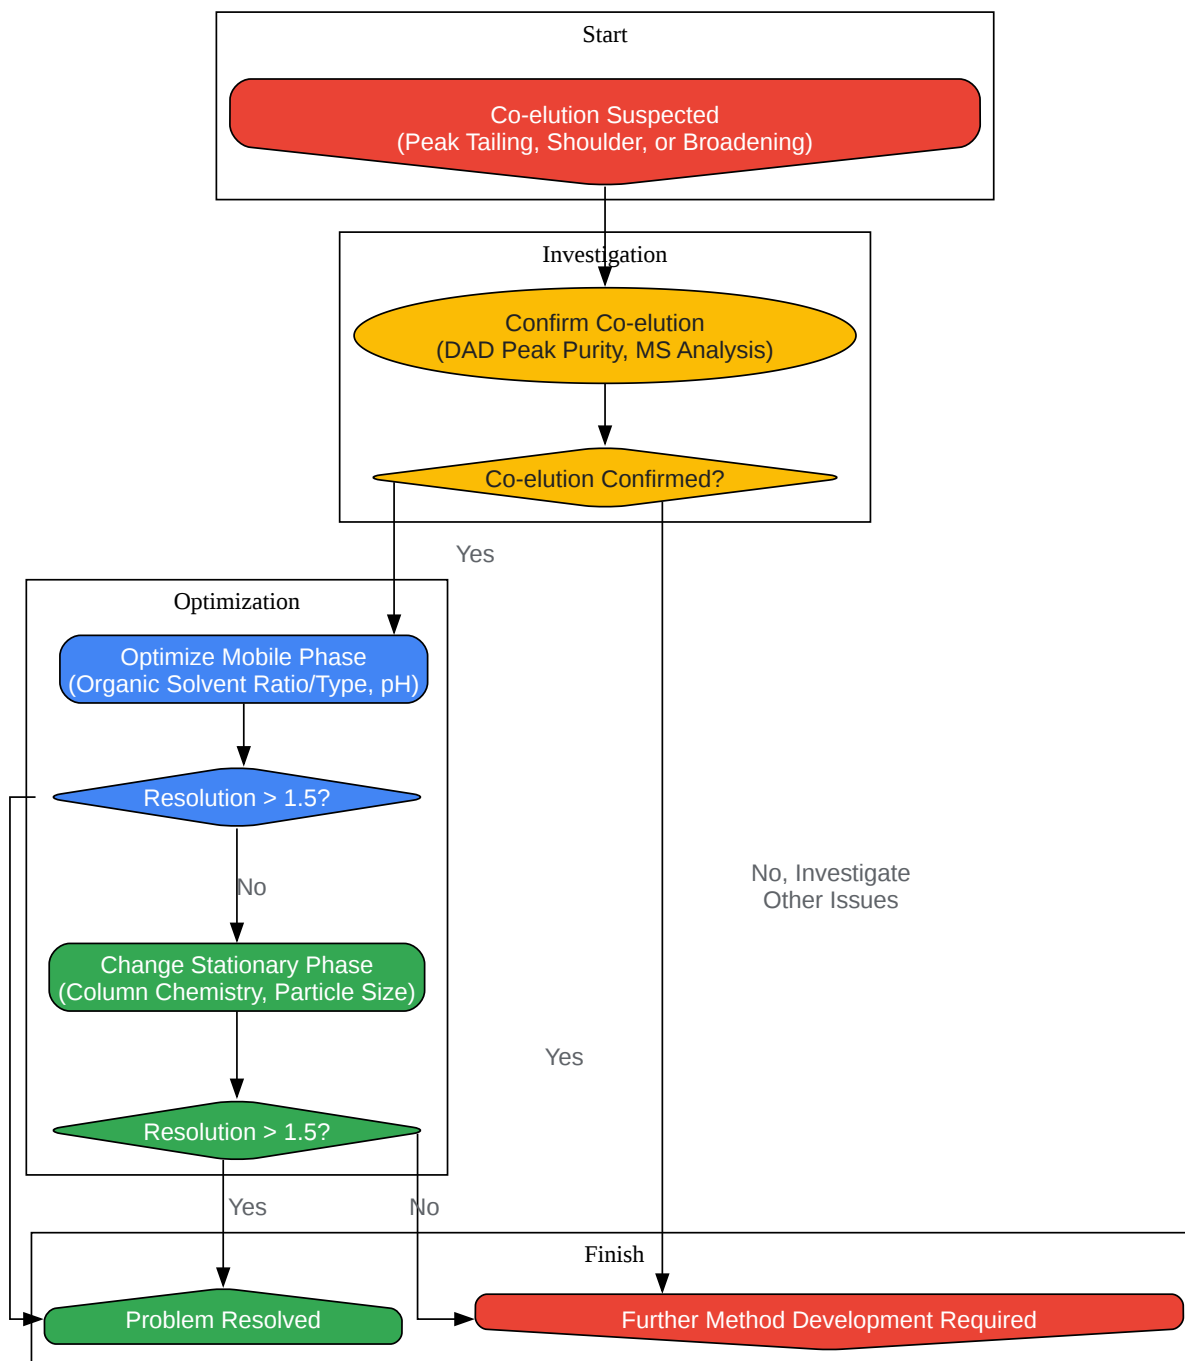 Start
Co-elution Suspected
(Peak Tailing, Shoulder, or Broadening)
Investigation
Confirm Co-elution
(DAD Peak Purity, MS Analysis)
Co-elution Confirmed?
Yes
Optimization
Optimize Mobile Phase
(Organic Solvent Ratio/Type, pH)
Resolution > 1.5?
No
No, Investigate
Other Issues
Change Stationary Phase
(Column Chemistry, Particle Size)
Yes
Resolution > 1.5?
Yes
No
Finish
Problem Resolved
Further Method Development Required